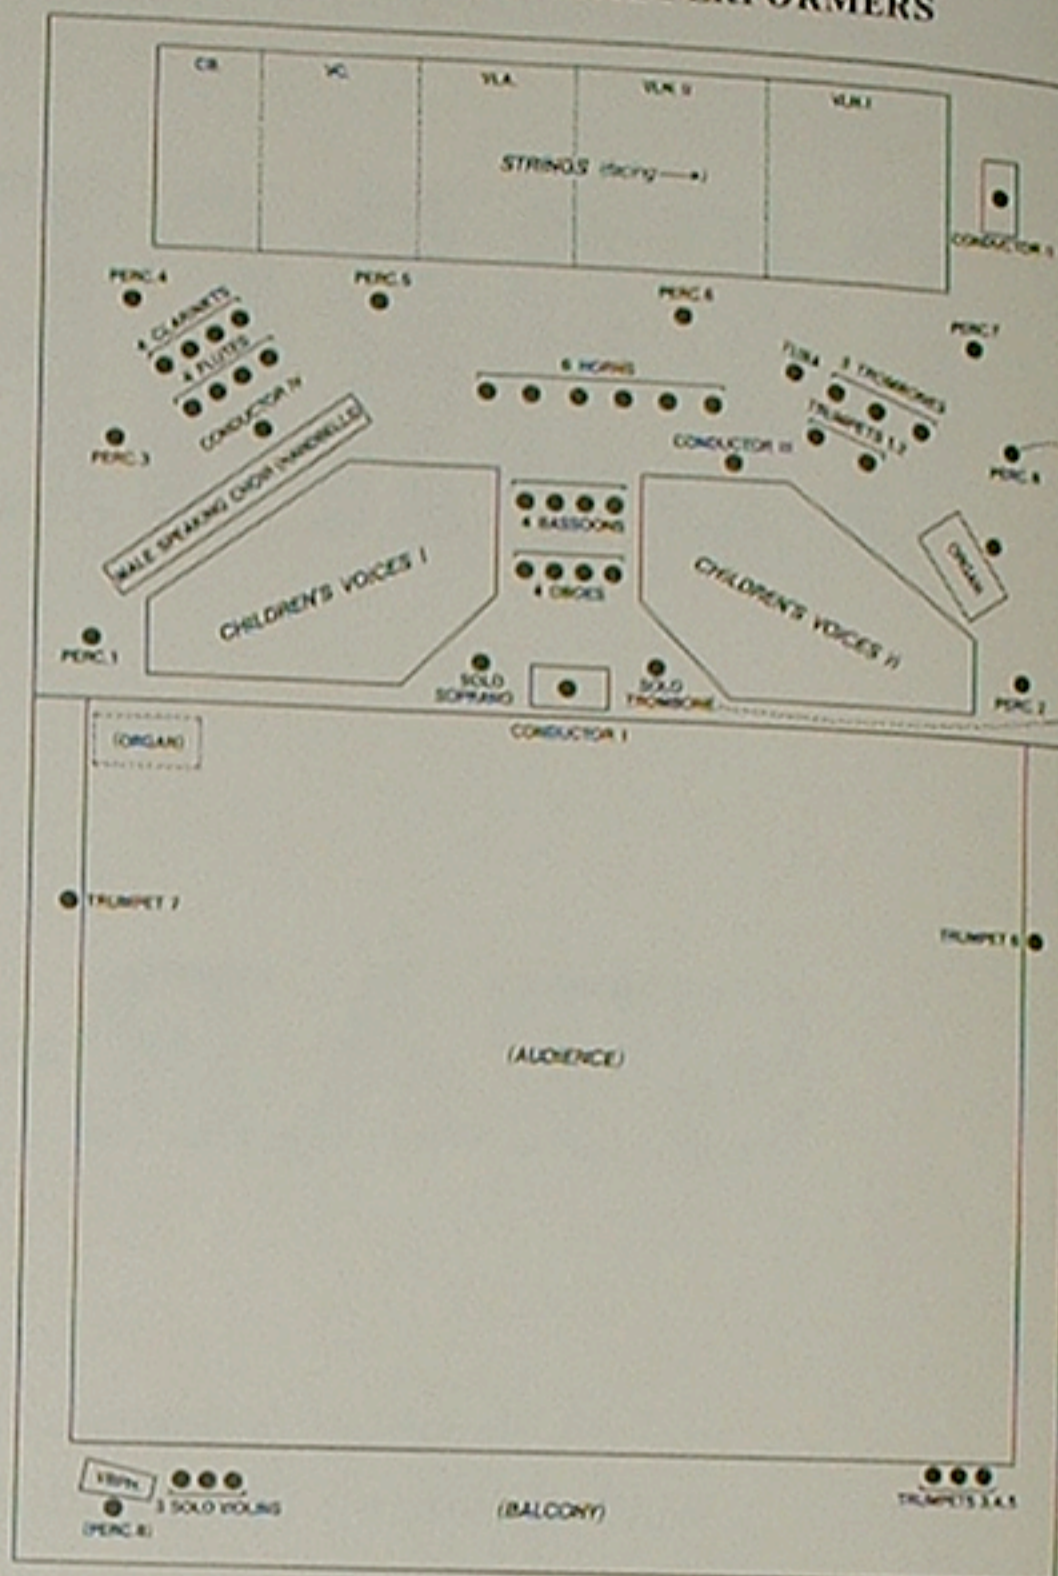 PERFORMERS
CB. VC. VLA. VLN. II VLN. I
STRINGS (facing →)
CONDUCTOR II
PERC. 4
PERC. 5
PERC. 6
PERC. 7
4 CLARINETS
4 FLUTES
CONDUCTOR IV
6 HORNS
TUBA
3 TROMBONES
TRUMPETS 1, 2
CONDUCTOR III
PERC. 3
PERC. 8
MALE SPEAKING CHOIR (HANDBELLS)
4 BASSOONS
4 OBOES
ORGAN
CHILDREN'S VOICES I
CHILDREN'S VOICES II
PERC. 1
SOLO
SOPRANO
SOLO
TROMBONE
PERC. 2
CONDUCTOR I
(ORGAN)
TRUMPET 7
TRUMPET 6
(AUDIENCE)
VBPH.
3 SOLO VIOLINS
(PERC. 8)
(BALCONY)
TRUMPETS 3, 4, 5